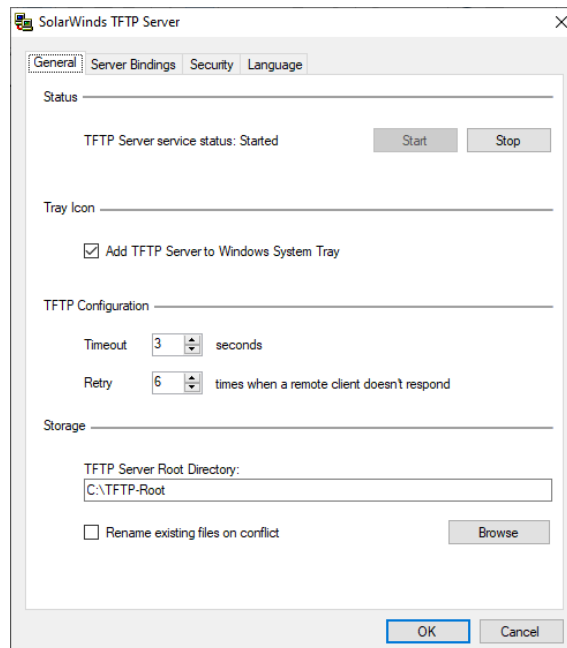 SolarWinds TFTP Server
General Server Bindings Security Language
Status
TFTP Server service status: Started Start Stop
Tray Icon
Add TFTP Server to Windows System Tray
TFTP Configuration
Timeout 3 seconds
Retry 6 times when a remote client doesn't respond
Storage
TFTP Server Root Directory:
C:\TFTP-Root
Rename existing files on conflict Browse
OK Cancel